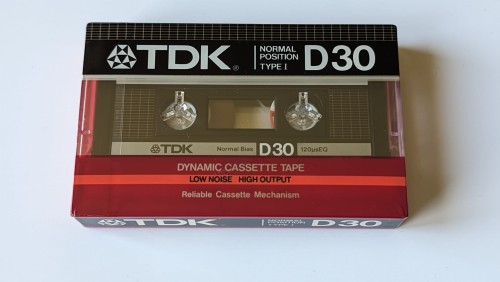 TDK® NORMAL POSITION TYPE I D30
TDK Normal Bias D30 120µsEQ
DYNAMIC CASSETTE TAPE
LOW NOISE HIGH OUTPUT
Reliable Cassette Mechanism
TDK NORMAL POSITION TYPE I D30